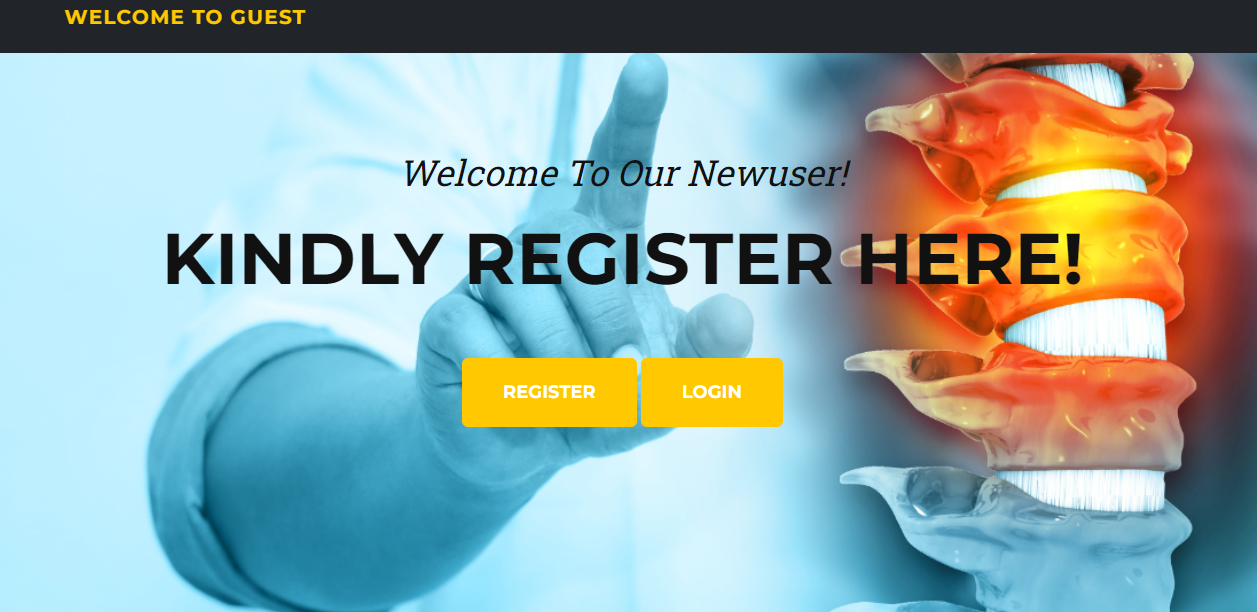 WELCOME TO GUEST
Welcome To Our Newuser!
KINDLY REGISTER HERE!
REGISTER
LOGIN